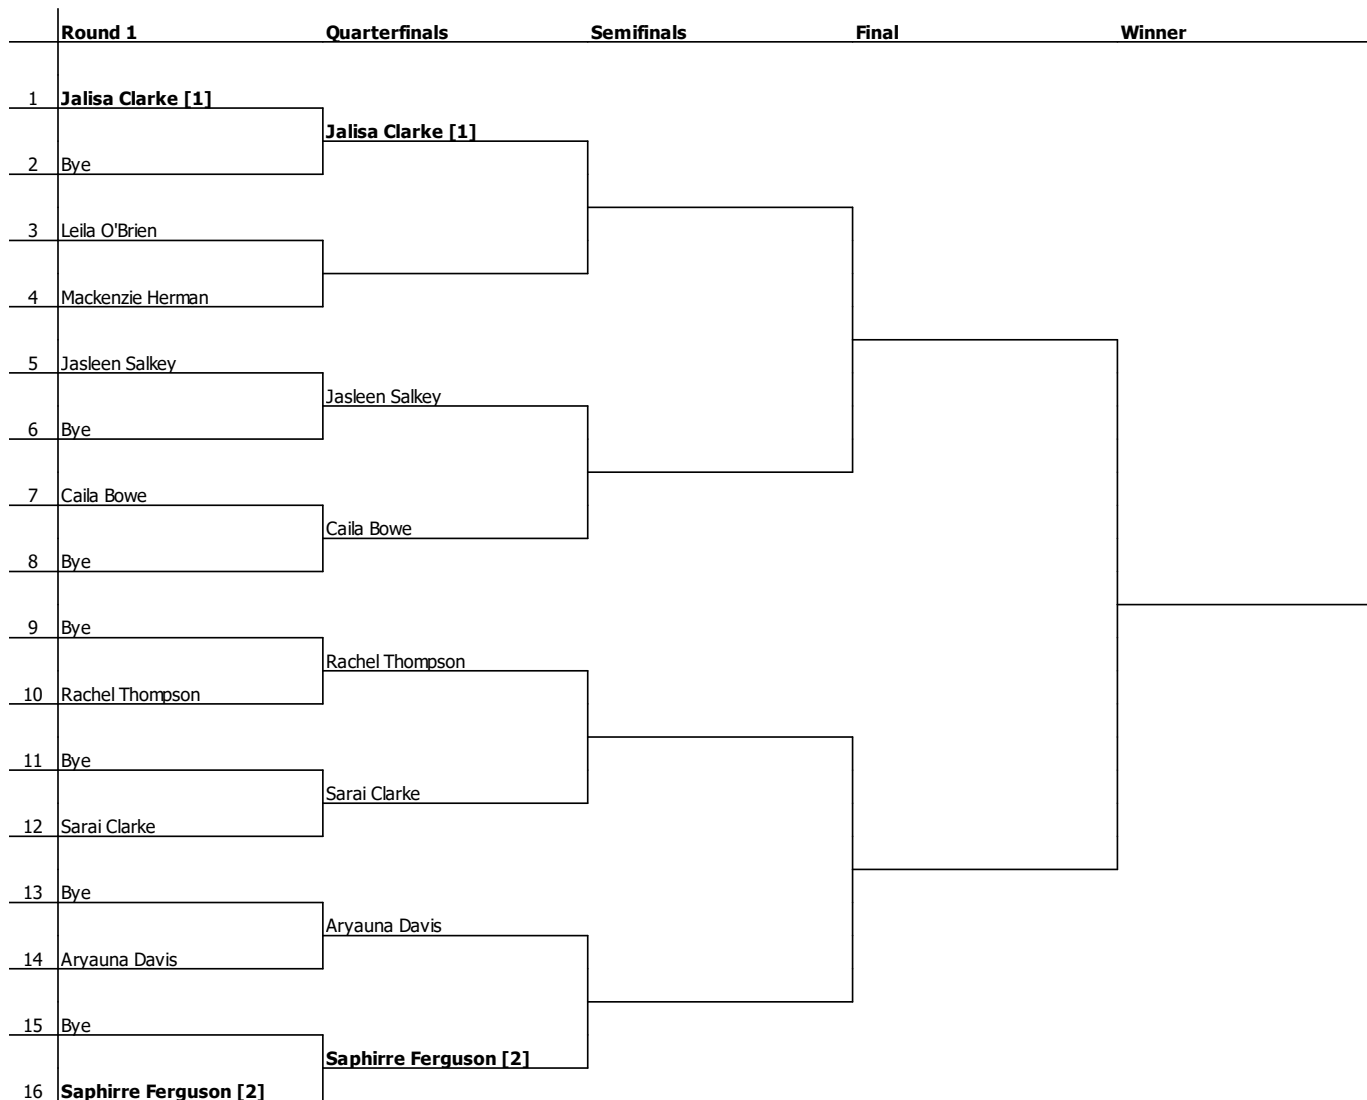 Round 1 Quarterfinals Semifinals Final Winner
1 Jalisa Clarke [1]
Jalisa Clarke [1]
2 Bye
3 Leila O'Brien
4 Mackenzie Herman
5 Jasleen Salkey
Jasleen Salkey
6 Bye
7 Caila Bowe
Caila Bowe
8 Bye
9 Bye
Rachel Thompson
10 Rachel Thompson
11 Bye
Sarai Clarke
12 Sarai Clarke
13 Bye
Aryauna Davis
14 Aryauna Davis
15 Bye
Saphirre Ferguson [2]
16 Saphirre Ferguson [2]